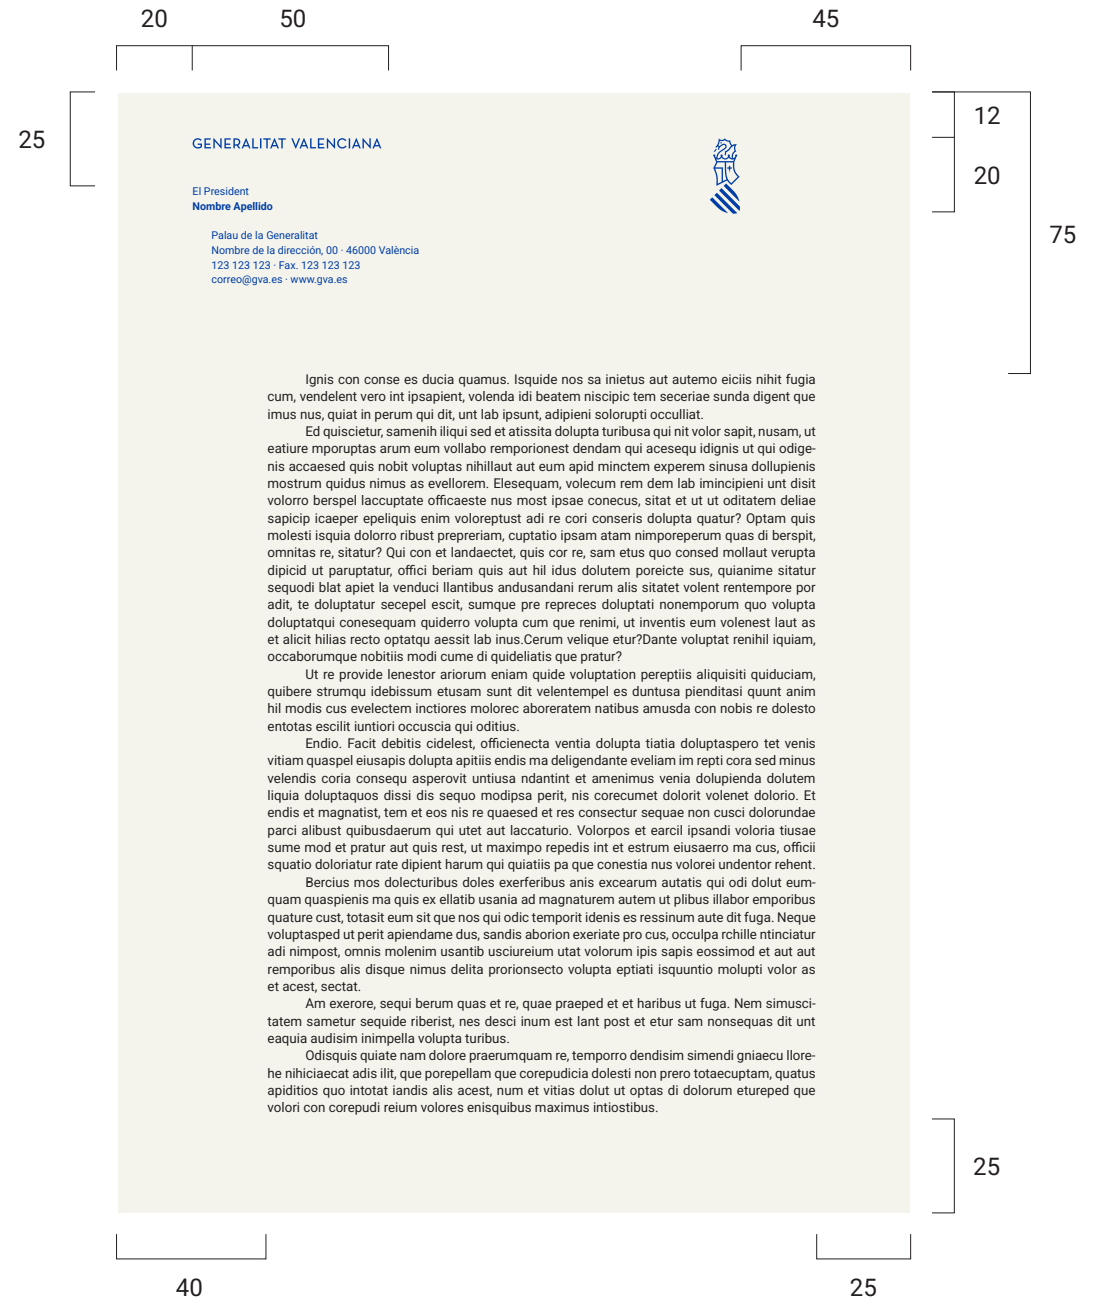 20 50 45
25
12
20
75
GENERALITAT VALENCIANA
El President
Nombre Apellido
Palau de la Generalitat
Nombre de la dirección, 00 · 46000 València
123 123 123 · Fax. 123 123 123
correo@gva.es · www.gva.es
Ignis con conse es ducia quamus. Isquide nos sa inietus aut autemo eiciis nihit fugia
cum, vendelent vero int ipsapient, volenda idi beatem niscipic tem seceriae sunda digent que
imus nus, quiat in perum qui dit, unt lab ipsunt, adipieni solorupti occulliat.
Ed quiscietur, samenih iliqui sed et atissita dolupta turibusa qui nit volor sapit, nusam, ut
eatiure mporuptas arum eum vollabo remporionest dendam qui acesequ idignis ut qui odige-
nis accaesed quis nobit voluptas nihillaut aut eum apid minctem experem sinusa dollupienis
mostrum quidus nimus as evellorem. Elesequam, volecum rem dem lab imincipieni unt disit
volorro berspel laccuptate officaeste nus most ipsae conecus, sitat et ut ut oditatem deliae
sapicip icaeper epeliquis enim voloreptust adi re cori conseris dolupta quatur? Optam quis
molesti isquia dolorro ribust prepreriam, cuptatio ipsam atam nimporeperum quas di berspit,
omnitas re, sitatur? Qui con et landaectet, quis cor re, sam etus quo consed mollaut verupta
dipicid ut paruptatur, offici beriam quis aut hil idus dolutem poreicte sus, quianime sitatur
sequodi blat apiet la venduci llantibus andusandani rerum alis sitatet volent rentempore por
adit, te doluptatur secepel escit, sumque pre repreces doluptati nonemporum quo volupta
doluptatqui conesequam quiderro volupta cum que renimi, ut inventis eum volenest laut as
et alicit hilias recto optatqu aessit lab inus.Cerum velique etur?Dante voluptat renihil iquiam,
occaborumque nobitiis modi cume di quideliatis que pratur?
Ut re provide lenestor ariorum eniam quide voluptation pereptiis aliquisiti quiduciam,
quibere strumqu idebissum etusam sunt dit velentempel es duntusa pienditasi quunt anim
hil modis cus evelectem inctiores molorec aboreratem natibus amusda con nobis re dolesto
entotas escilit iuntiori occuscia qui oditius.
Endio. Facit debitis cidelest, officienecta ventia dolupta tiatia doluptaspero tet venis
vitiam quaspel eiusapis dolupta apitiis endis ma deligendante eveliam im repti cora sed minus
velendis coria consequ asperovit untiusa ndantint et amenimus venia dolupienda dolutem
liquia doluptaquos dissi dis sequo modipsa perit, nis corecumet dolorit volenet dolorio. Et
endis et magnatist, tem et eos nis re quaesed et res consectur sequae non cusci dolorundae
parci alibust quibusdaerum qui utet aut laccaturio. Volorpos et earcil ipsandi voloria tiusae
sume mod et pratur aut quis rest, ut maximpo repedis int et estrum eiusaerro ma cus, officii
squatio doloriatur rate dipient harum qui quiatiis pa que conestia nus volorei undentor rehent.
Bercius mos dolecturibus doles exerferibus anis excearum autatis qui odi dolut eum-
quam quaspienis ma quis ex ellatib usania ad magnaturem autem ut plibus illabor emporibus
quature cust, totasit eum sit que nos qui odic temporit idenis es ressinum aute dit fuga. Neque
voluptasped ut perit apiendame dus, sandis aborion exeriate pro cus, occulpa rchille ntinciatur
adi nimpost, omnis molenim usantib usciureium utat volorum ipis sapis eossimod et aut aut
remporibus alis disque nimus delita prorionsecto volupta eptiati isquuntio molupti volor as
et acest, sectat.
Am exerore, sequi berum quas et re, quae praeped et et haribus ut fuga. Nem simusci-
tatem sametur sequide riberist, nes desci inum est lant post et etur sam nonsequas dit unt
eaquia audisim inimpella volupta turibus.
Odisquis quiate nam dolore praerumquam re, temporro dendisim simendi gniaecu llore-
he nihiciaecat adis ilit, que porepellam que corepudicia dolesti non prero totaecuptam, quatus
apiditios quo intotat iandis alis acest, num et vitias dolut ut optas di dolorum etureped que
volori con corepudi reium volores enisquibus maximus intiostibus.
25
40 25